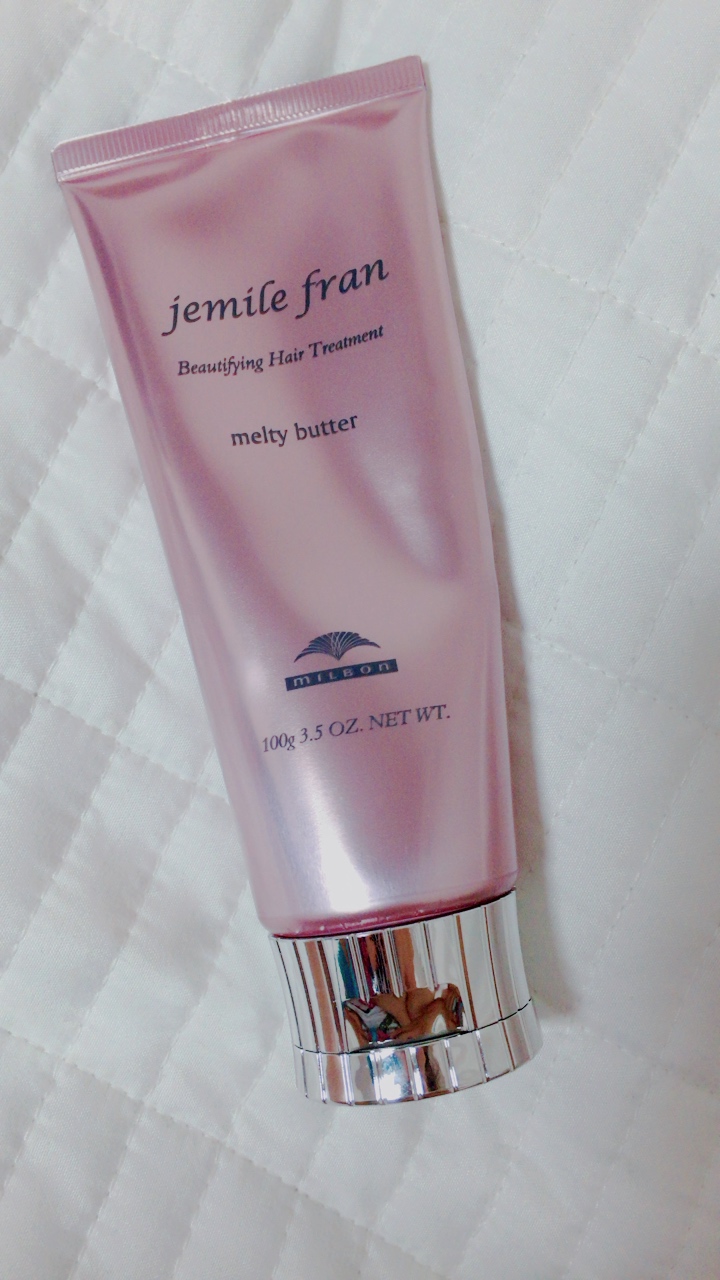 jemile fran
Beautifying Hair Treatment
melty butter
MILBON
100g 3.5 OZ. NET WT.